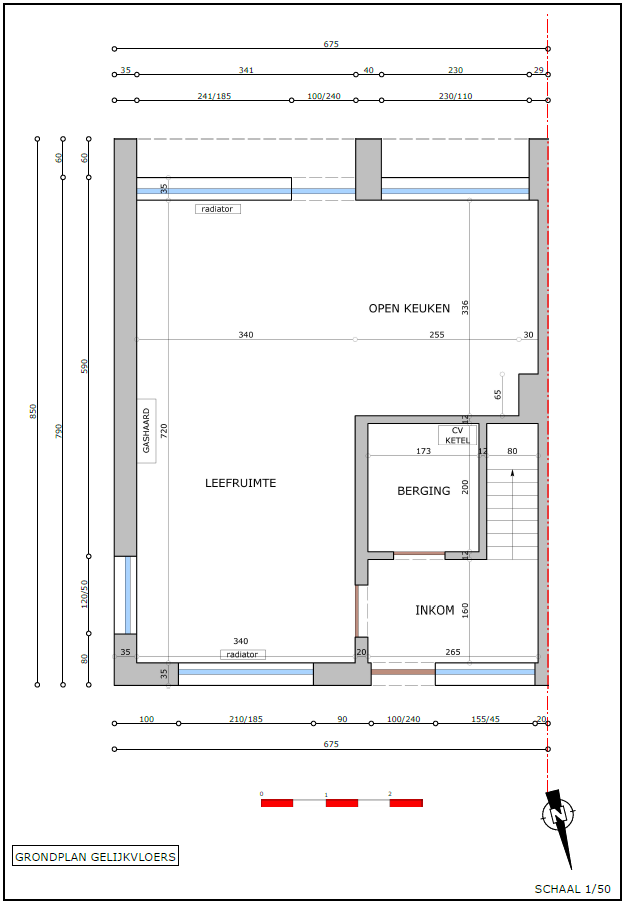 675
35 341 40 230 29
241/185 100/240 230/110
60
60
35
radiator
OPEN KEUKEN
336
340 255 30
590
65
850
790
GASHAARD
720
12
CV
KETEL
173 12 80
LEEFRUIMTE
BERGING
200
12
120/50
INKOM
160
340
radiator
35 20 265
80
35
100 210/185 90 100/240 155/45 20
675
0 1 2
N
GRONDPLAN GELIJKVLOERS
SCHAAL 1/50